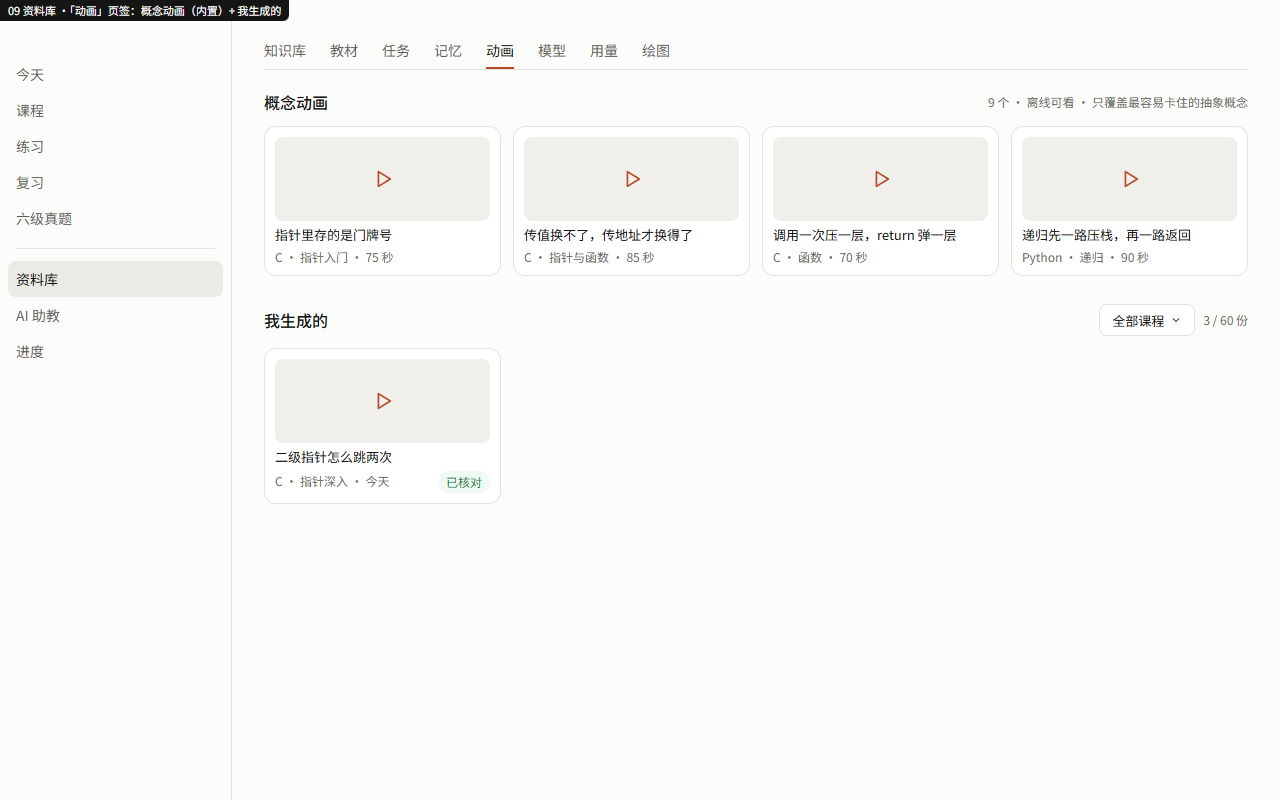 09 资料库 ·「动画」页签：概念动画（内置）+ 我生成的
今天
课程
练习
复习
六级真题
资料库
AI 助教
进度
知识库 教材 任务 记忆 动画 模型 用量 绘图
概念动画
9 个 · 离线可看 · 只覆盖最容易卡住的抽象概念
指针里存的是门牌号
C · 指针入门 · 75 秒
传值换不了，传地址才换得了
C · 指针与函数 · 85 秒
调用一次压一层，return 弹一层
C · 函数 · 70 秒
递归先一路压栈，再一路返回
Python · 递归 · 90 秒
我生成的
全部课程
3 / 60 份
二级指针怎么跳两次
C · 指针深入 · 今天
已核对